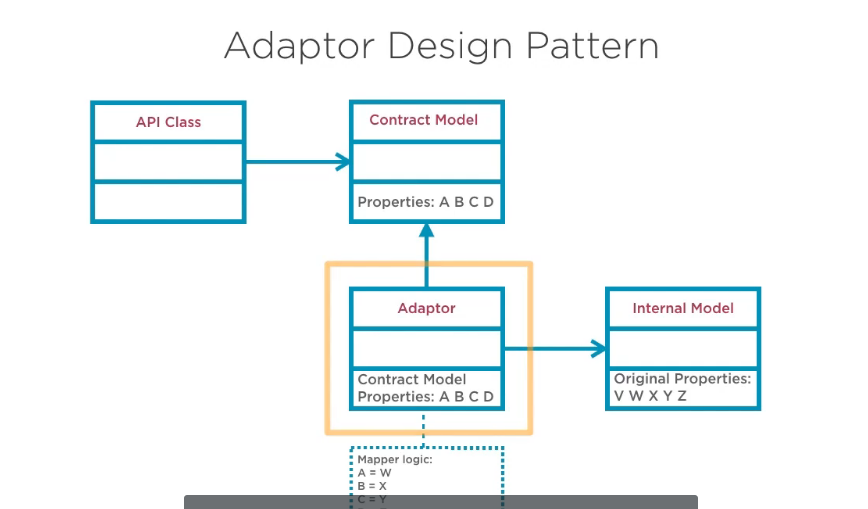 Adaptor Design Pattern
API Class
Contract Model
Properties: A B C D
Adaptor
Contract Model
Properties: A B C D
Internal Model
Original Properties:
V W X Y Z
Mapper logic:
A = W
B = X
C = Y